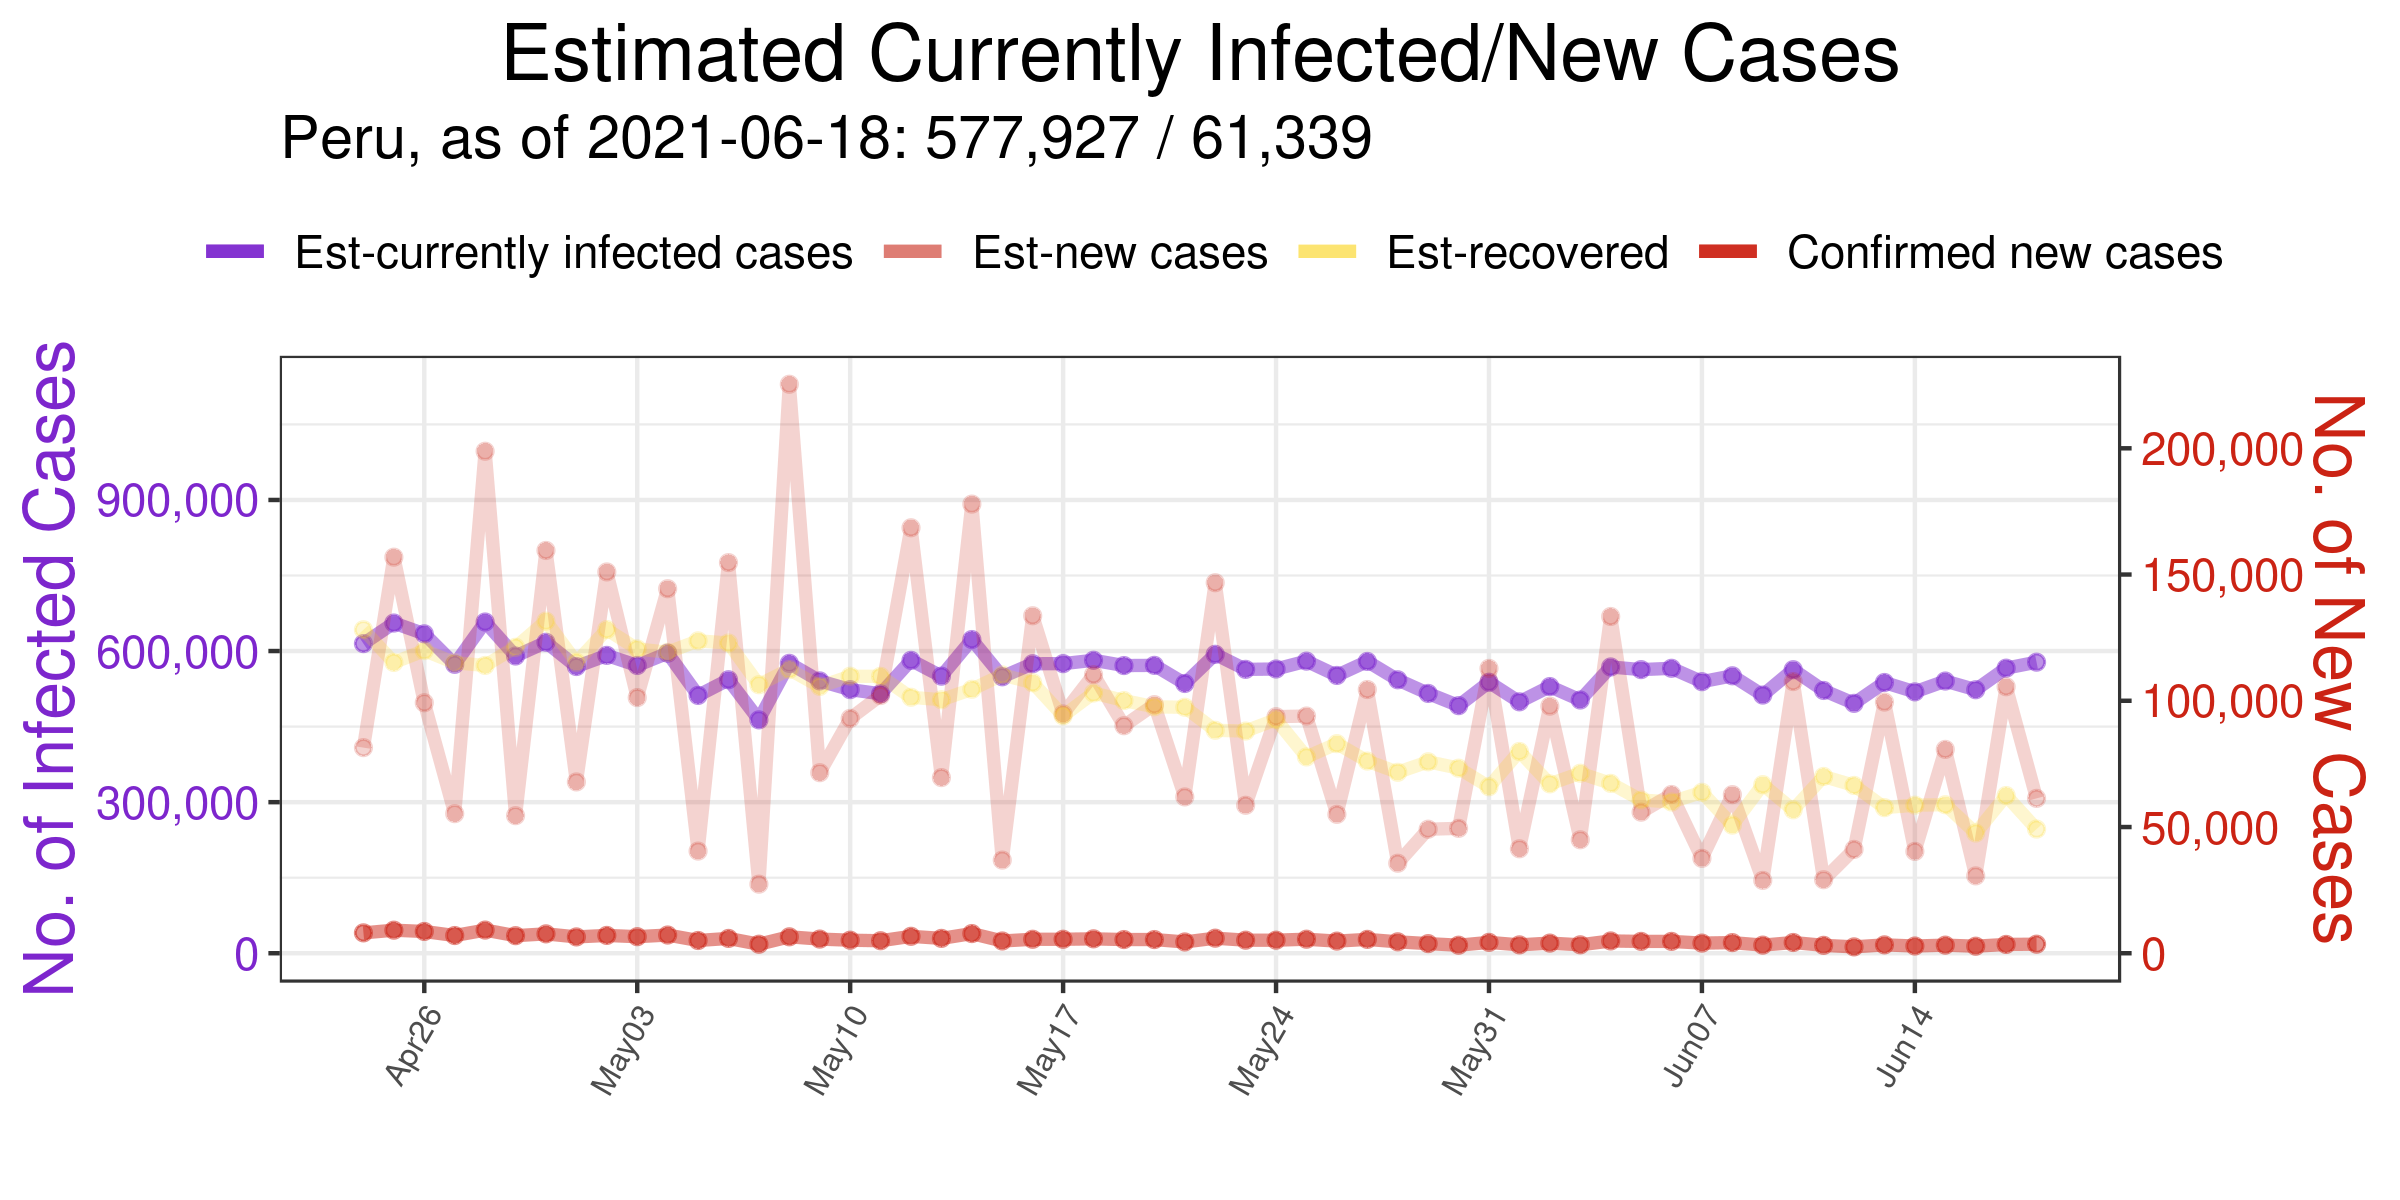 Estimated Currently Infected/New Cases
Peru, as of 2021-06-18: 577,927 / 61,339
Est-currently infected cases Est-new cases Est-recovered Confirmed new cases
No. of Infected Cases
900,000
600,000
300,000
0
200,000
150,000
100,000
50,000
0
No. of New Cases
Apr26 May03 May10 May17 May24 May31 Jun07 Jun14